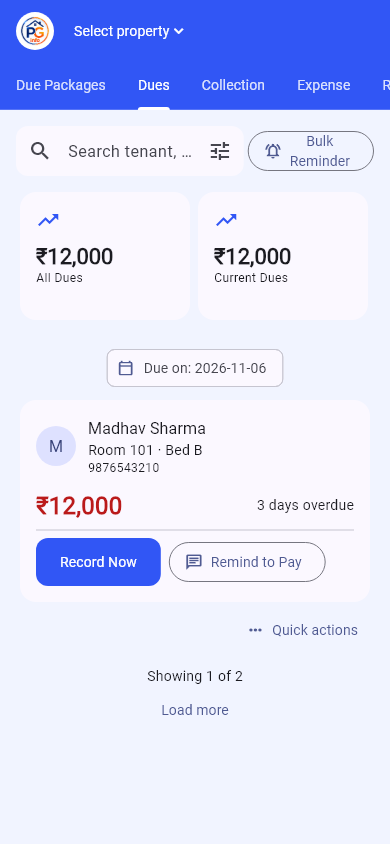 PG
info
Select property
Due Packages
Dues
Collection
Expense
R
Search tenant, …
Bulk
Reminder
₹12,000
All Dues
₹12,000
Current Dues
Due on: 2026-11-06
M
Madhav Sharma
Room 101 · Bed B
9876543210
₹12,000
3 days overdue
Record Now
Remind to Pay
Quick actions
Showing 1 of 2
Load more